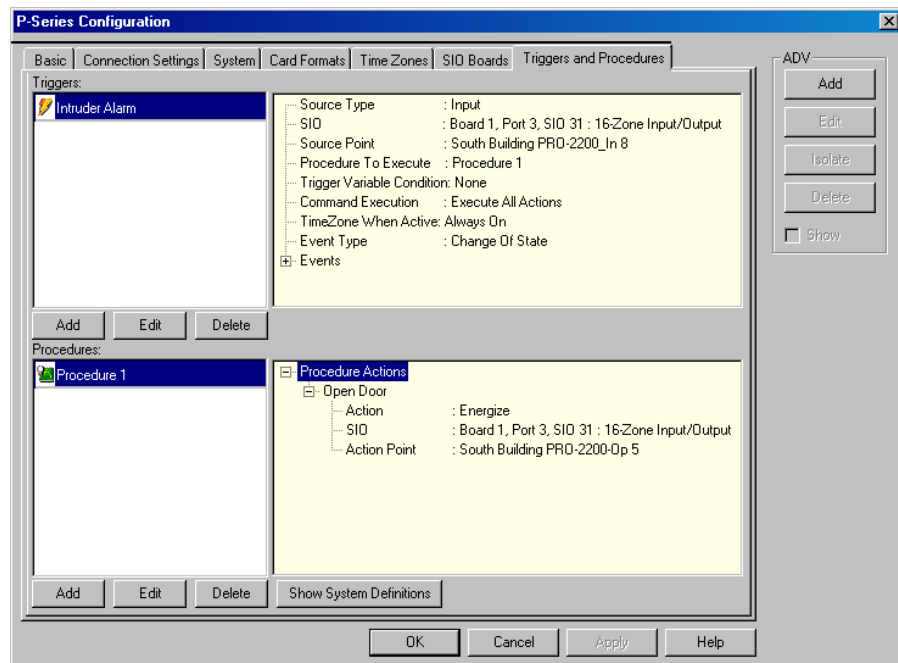 P-Series Configuration
Basic Connection Settings System Card Formats Time Zones SIO Boards Triggers and Procedures
Triggers:
Intruder Alarm
Source Type : Input
SIO : Board 1, Port 3, SIO 31 : 16-Zone Input/Output
Source Point : South Building PRO-2200_In 8
Procedure To Execute : Procedure 1
Trigger Variable Condition: None
Command Execution : Execute All Actions
TimeZone When Active: Always On
Event Type : Change Of State
Events
Add Edit Delete
Procedures:
Procedure 1
Procedure Actions
Open Door
Action : Energize
SIO : Board 1, Port 3, SIO 31 : 16-Zone Input/Output
Action Point : South Building PRO-2200-Op 5
Add Edit Delete Show System Definitions
OK Cancel Apply Help
ADV
Add
Edit
Isolate
Delete
Show